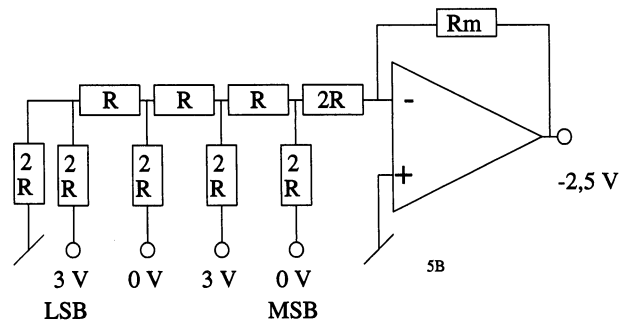 Rm
R R R 2R
-
2 R 2 R 2 R 2 R 2 R
+
-2,5 V
3 V 0 V 3 V 0 V
5B
LSB MSB